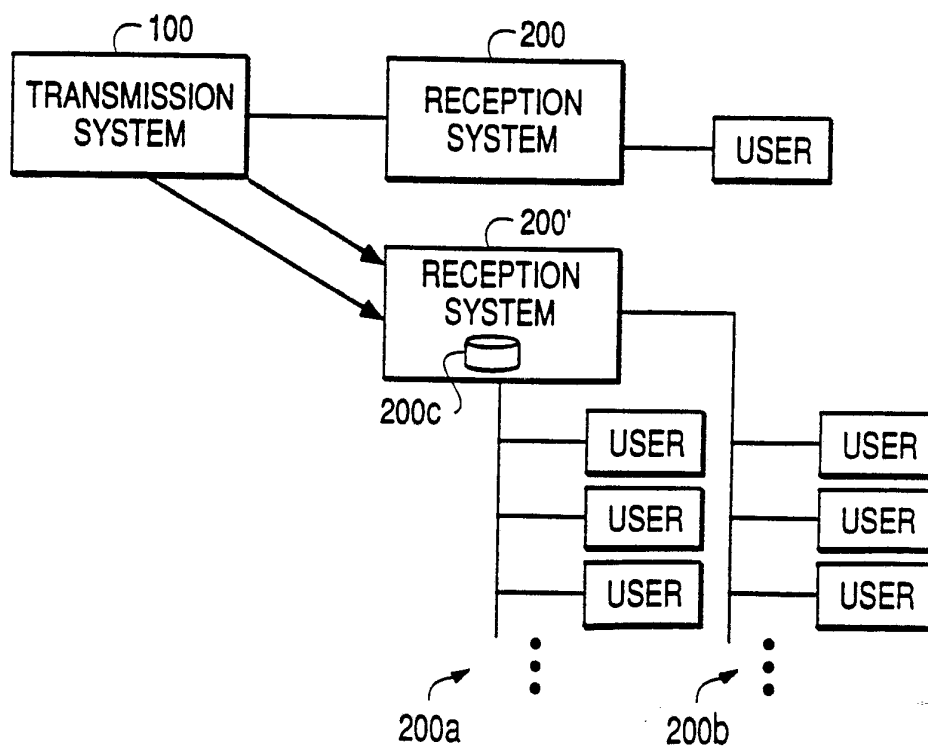 100
200
TRANSMISSION
SYSTEM
RECEPTION
SYSTEM
USER
200'
RECEPTION
SYSTEM
200c
USER
USER
USER
USER
USER
USER
200a
200b